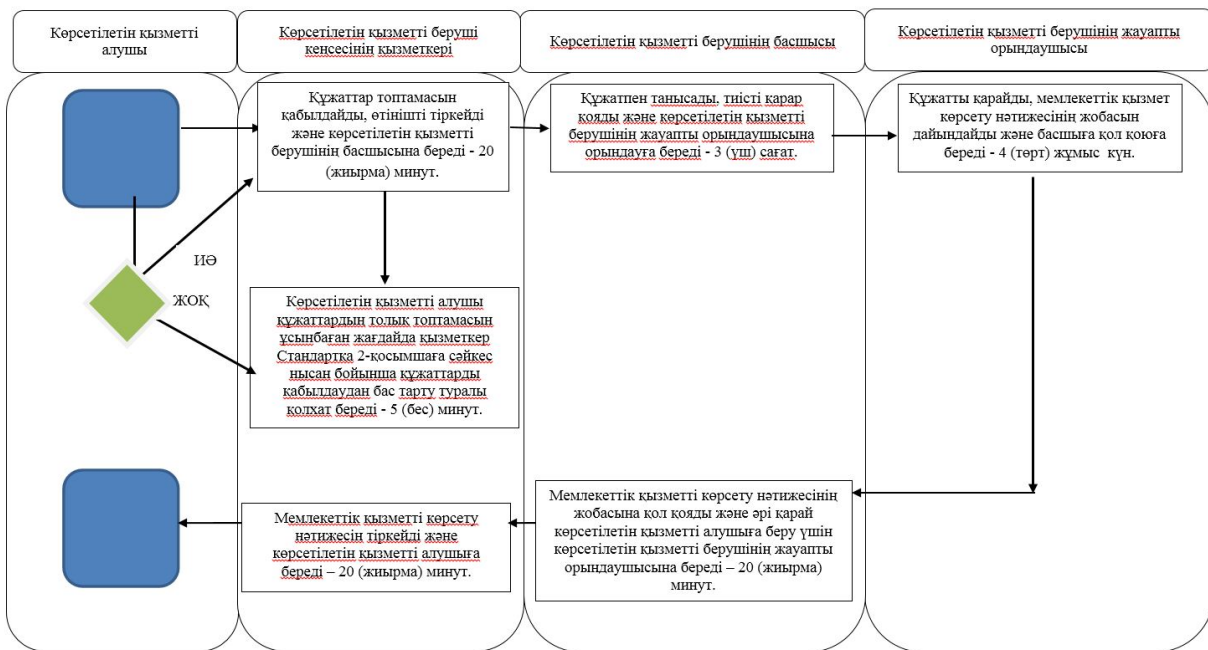 Көрсетілетін қызметті
алушы
Көрсетілетін қызметті беруші
кеңсесінің қызметкері
Көрсетілетін қызметті берушінің басшысы
Көрсетілетін қызметті берушінің жауапты
орындаушысы
Құжаттар топтамасын
қабылдайды, өтінішті тіркейді
және көрсетілетін қызметті
берушінің басшысына береді - 20
(жиырма) минут.
Құжатпен танысады, тиісті қарар
қояды және көрсетілетін қызметті
берушінің жауапты орындаушысына
орындауға береді - 3 (үш) сағат.
Құжатты қарайды, мемлекеттік қызмет
көрсету нәтижесінің жобасын
дайындайды және басшыға қол қоюға
береді - 4 (төрт) жұмыс күн.
ИӘ
ЖОҚ
Көрсетілетін қызметті алушы
құжаттардың толық топтамасын
ұсынбаған жағдайда қызметкер
Стандартқа 2-қосымшаға сәйкес
нысан бойынша құжаттарды
қабылдаудан бас тарту туралы
қолхат береді - 5 (бес) минут.
Мемлекеттік қызметті көрсету
нәтижесін тіркейді және
көрсетілетін қызметті алушыға
береді – 20 (жиырма) минут.
Мемлекеттік қызметті көрсету нәтижесінің
жобасына қол қояды және әрі қарай
көрсетілетін қызметті алушыға беру үшін
көрсетілетін қызметті берушінің жауапты
орындаушысына береді – 20 (жиырма)
минут.